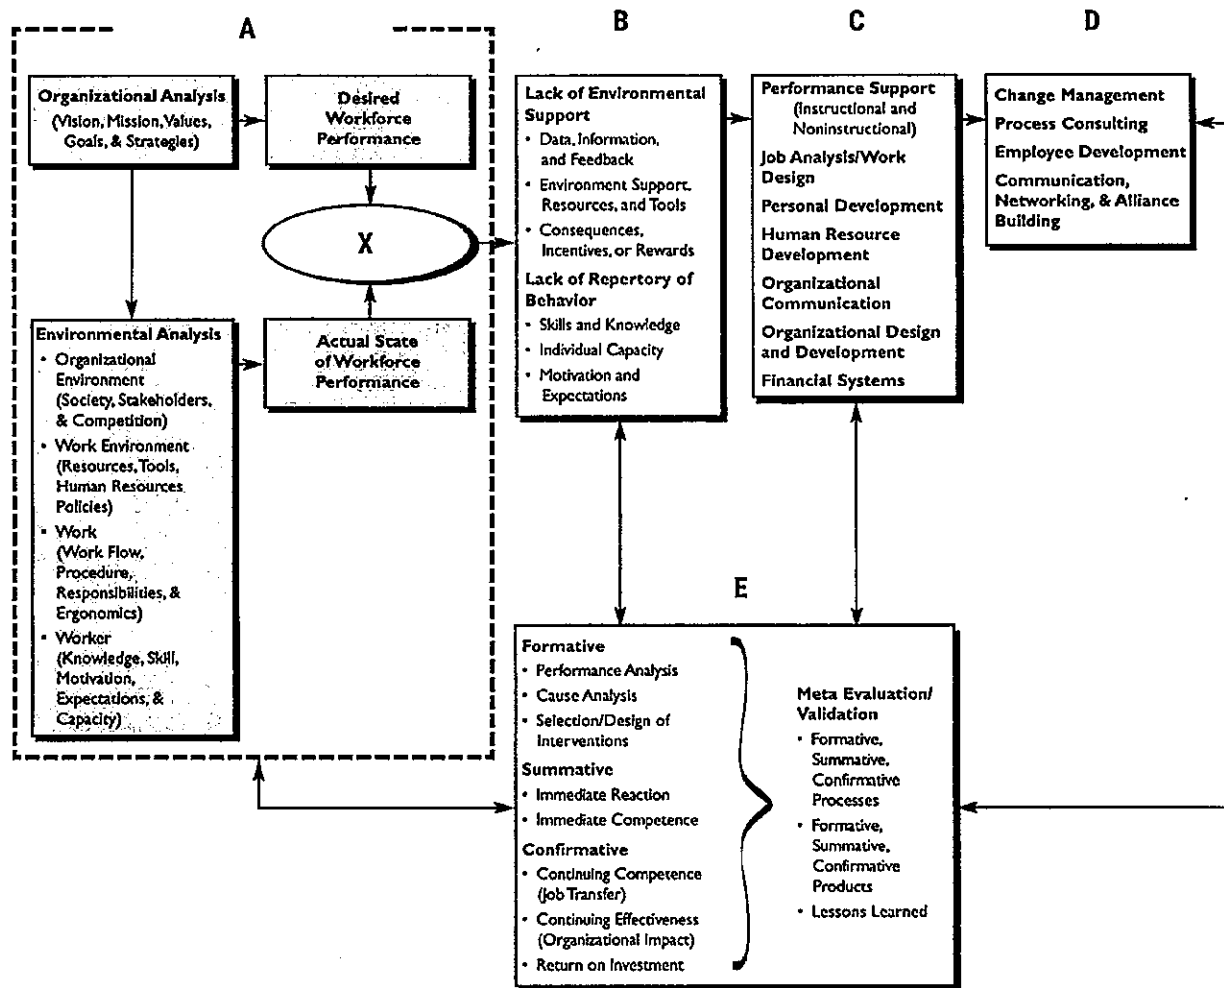 A
B
C
D
Organizational Analysis
(Vision, Mission, Values,
Goals, & Strategies)
Desired
Workforce
Performance
X
Environmental Analysis
• Organizational
Environment
(Society, Stakeholders,
& Competition)
• Work Environment
(Resources, Tools,
Human Resources
Policies)
• Work
(Work Flow,
Procedure,
Responsibilities, &
Ergonomics)
• Worker
(Knowledge, Skill,
Motivation,
Expectations, &
Capacity)
Actual State
of Workforce
Performance
Lack of Environmental
Support
• Data, Information,
and Feedback
• Environment Support,
Resources, and Tools
• Consequences,
Incentives, or Rewards
Lack of Repertory of
Behavior
• Skills and Knowledge
• Individual Capacity
• Motivation and
Expectations
Performance Support
(Instructional and
Noninstructional)
Job Analysis/Work
Design
Personal Development
Human Resource
Development
Organizational
Communication
Organizational Design
and Development
Financial Systems
Change Management
Process Consulting
Employee Development
Communication,
Networking, & Alliance
Building
E
Formative
• Performance Analysis
• Cause Analysis
• Selection/Design of
Interventions
Summative
• Immediate Reaction
• Immediate Competence
Confirmative
• Continuing Competence
(Job Transfer)
• Continuing Effectiveness
(Organizational Impact)
• Return on Investment
Meta Evaluation/
Validation
• Formative,
Summative,
Confirmative
Processes
• Formative,
Summative,
Confirmative
Products
• Lessons Learned